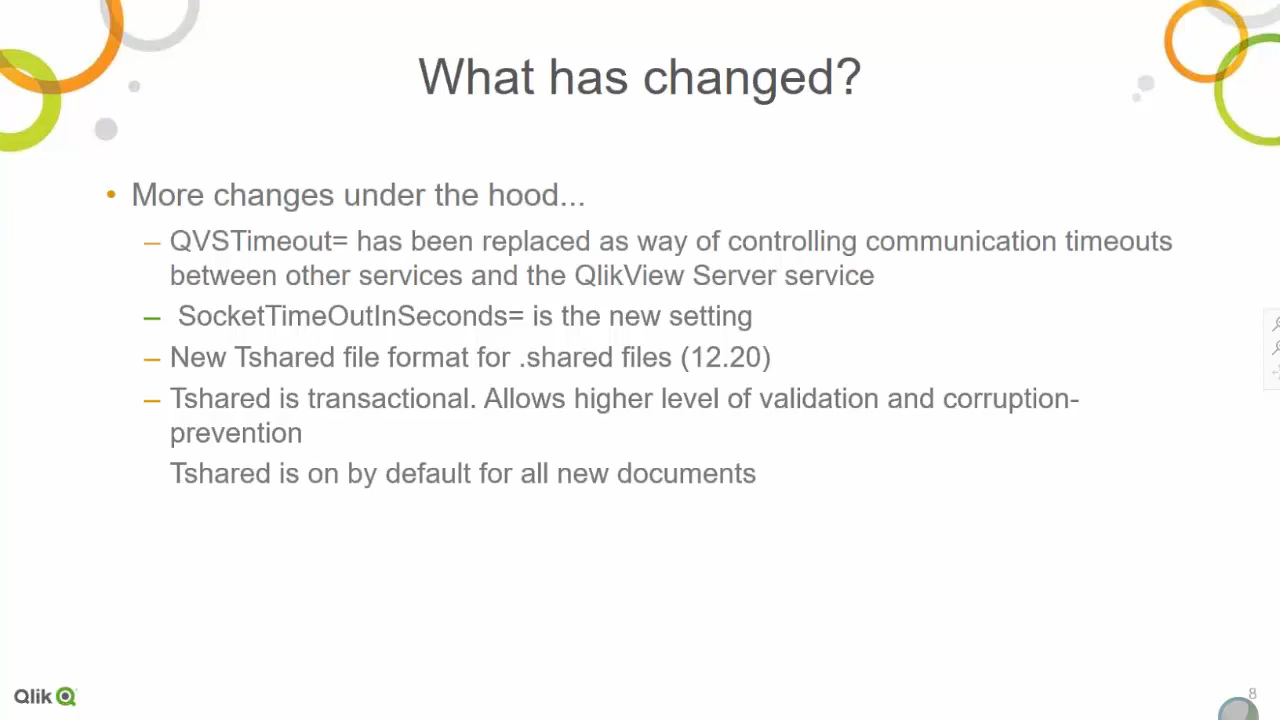 What has changed?
• More changes under the hood...
– QVSTimeout= has been replaced as way of controlling communication timeouts
between other services and the QlikView Server service
– SocketTimeOutInSeconds= is the new setting
– New Tshared file format for .shared files (12.20)
– Tshared is transactional. Allows higher level of validation and corruption-
prevention
Tshared is on by default for all new documents
Qlik
8